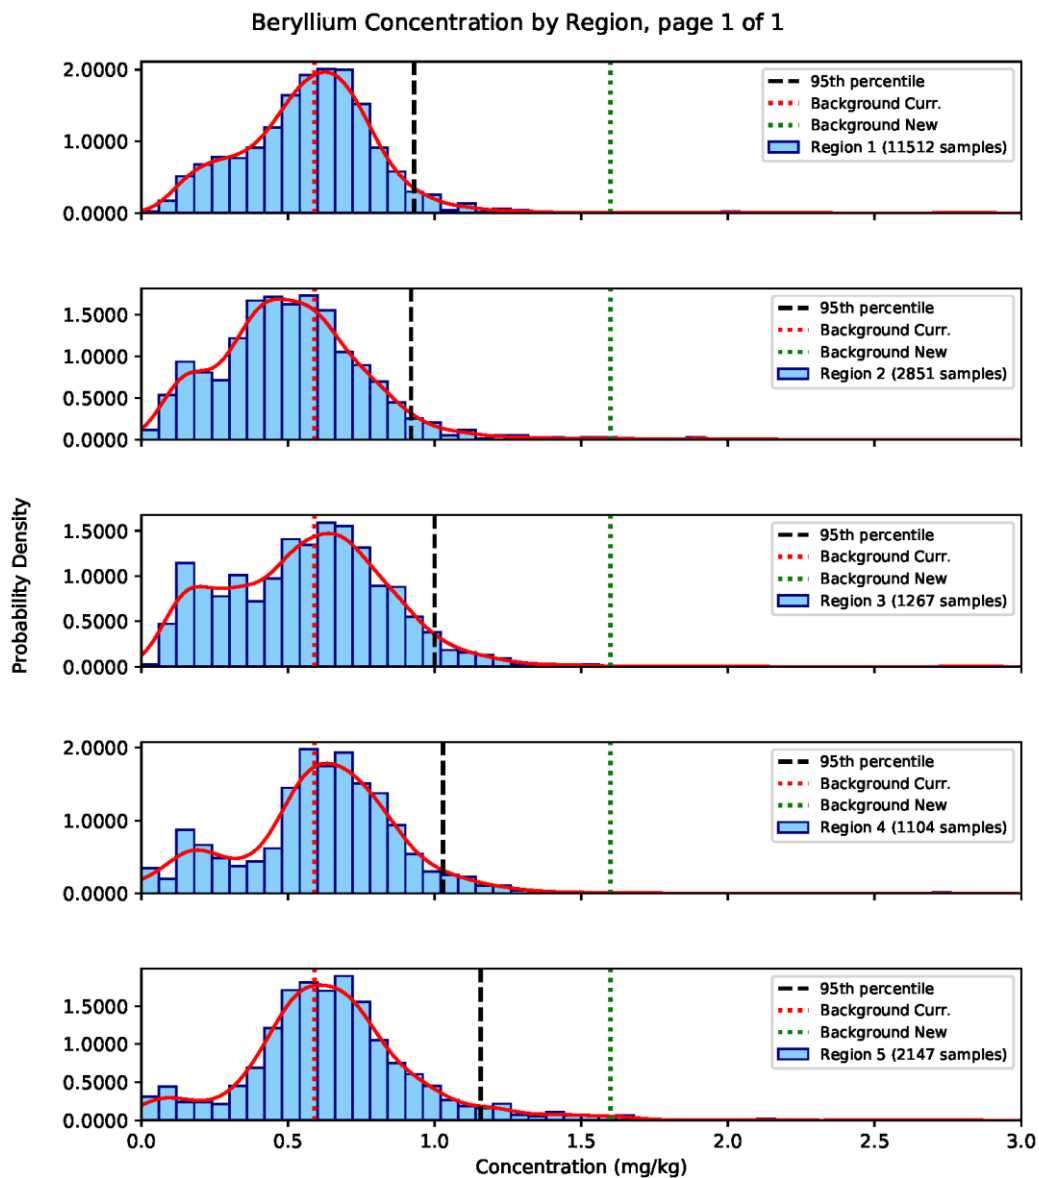 Beryllium Concentration by Region, page 1 of 1
2.0000
1.0000
0.0000
95th percentile
Background Curr.
Background New
Region 1 (11512 samples)
1.5000
1.0000
0.5000
0.0000
95th percentile
Background Curr.
Background New
Region 2 (2851 samples)
Probability Density
1.5000
1.0000
0.5000
0.0000
95th percentile
Background Curr.
Background New
Region 3 (1267 samples)
2.0000
1.0000
0.0000
95th percentile
Background Curr.
Background New
Region 4 (1104 samples)
1.5000
1.0000
0.5000
0.0000
95th percentile
Background Curr.
Background New
Region 5 (2147 samples)
0.0 0.5 1.0 1.5 2.0 2.5 3.0
Concentration (mg/kg)